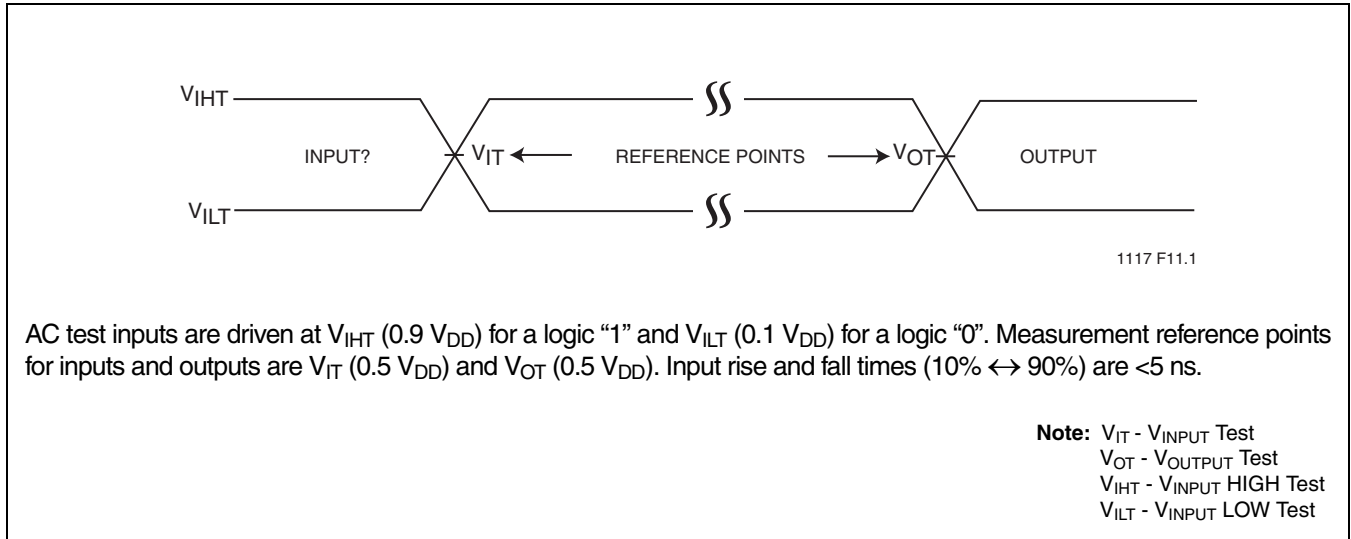 VIHT
INPUT? VIT ← REFERENCE POINTS → VOT OUTPUT
VILT
1117 F11.1
AC test inputs are driven at VIHT (0.9 VDD) for a logic “1” and VILT (0.1 VDD) for a logic “0”. Measurement reference points
for inputs and outputs are VIT (0.5 VDD) and VOT (0.5 VDD). Input rise and fall times (10% ↔ 90%) are <5 ns.
Note: VIT - VINPUT Test
VOT - VOUTPUT Test
VIHT - VINPUT HIGH Test
VILT - VINPUT LOW Test